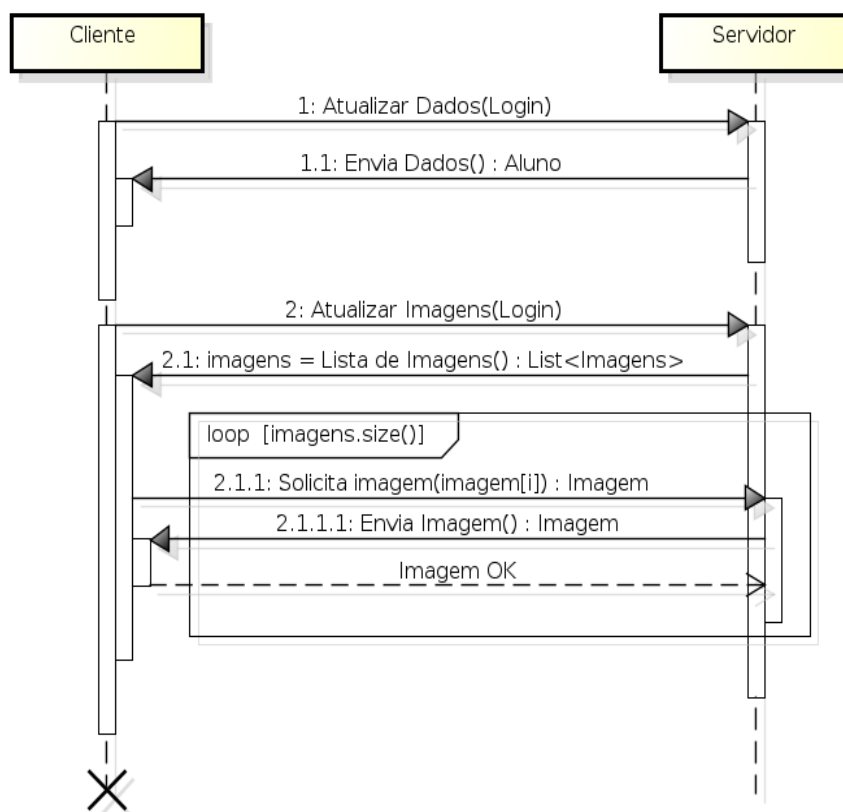 Cliente
Servidor
1: Atualizar Dados(Login)
1.1: Envia Dados() : Aluno
2: Atualizar Imagens(Login)
2.1: imagens = Lista de Imagens() : List<Imagens>
loop [imagens.size()]
2.1.1: Solicita imagem(imagem[i]) : Imagem
2.1.1.1: Envia Imagem() : Imagem
Imagem OK